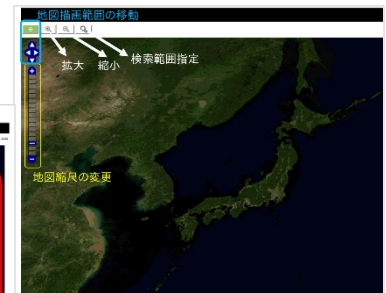 地図描画範囲の移動
拡大
縮小
検索範囲指定
地図縮尺の変更